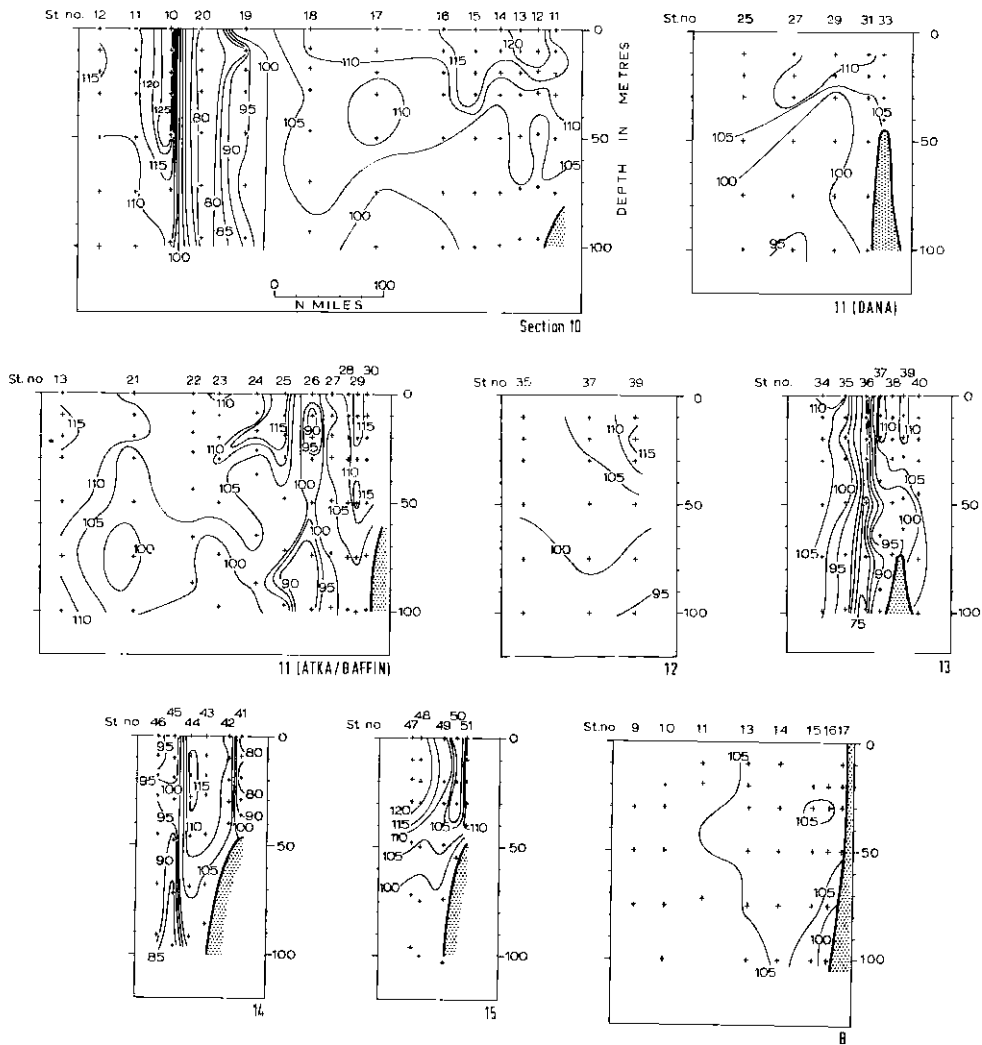 St. no. 12 11 10 20 19 18 17 16 15 14 13 12 11
0
115 120 125 115 110 100 80 90 95 80 85 100 105 110 110 115 120 110 105 100
50
100
DEPTH IN METRES
0 100
N MILES
Section 10
St. no. 25 27 29 31 33
0
110
105
105
50
100
100
95
100
11 (DANA)
St. no 13 21 22 23 24 25 26 27 28 29 30
0
115 110 115 90 95 115
110 110 105 100 110 115
105 105 50
100 100 100 90 95
110 100
11 (ATKA/BAFFIN)
St. no 35 37 39
0
110
115
105
50
100
95
100
12
St. no. 34 35 36 37 38 39 40
0
110 110 110
100 50
100
105 95 95
90
75 100
13
St. no 46 45 44 43 42 41
0
95 80
95 100 115 80
95 110 90
100
50
90 105
85 100
14
St. no 47 48 49 50 51
0
120
115 105 110
110
50
105
100
100
15
St.no 9 10 11 13 14 15 16 17
0
105
105
50
105
100
105 100
B